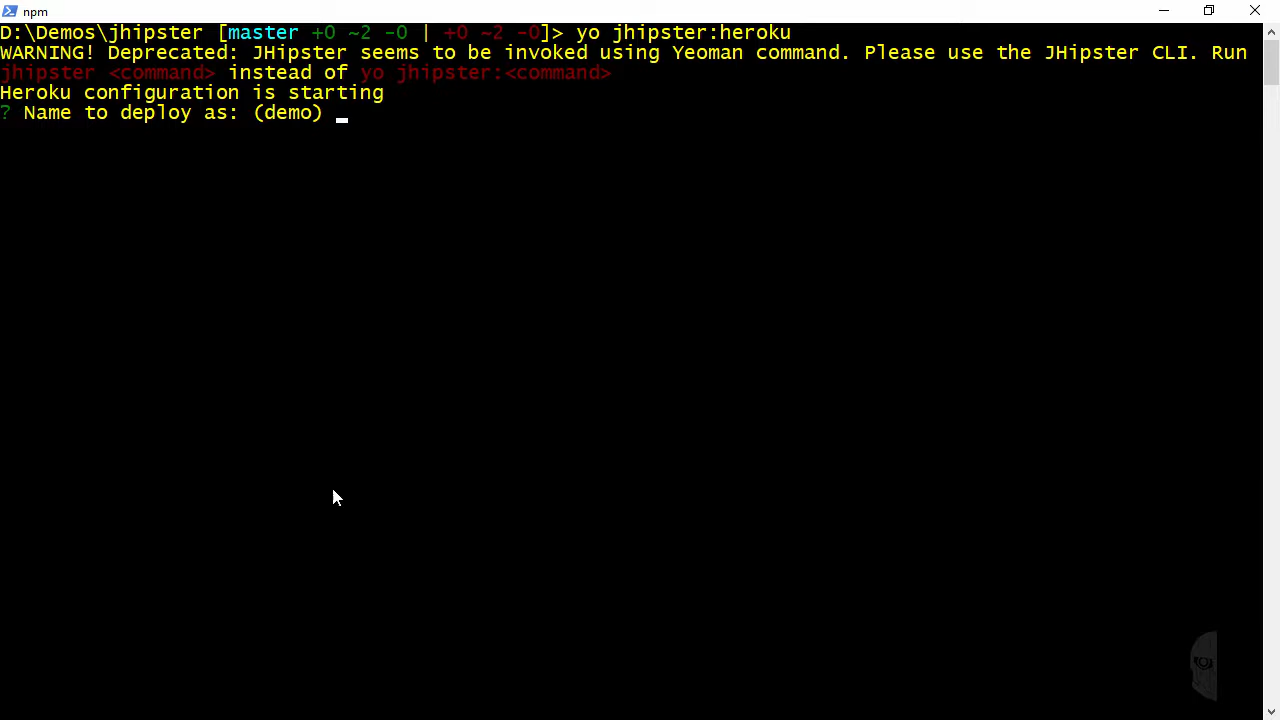 npm
D:\Demos\jhipster [master +0 ~2 -0 | +0 ~2 -0]> yo jhipster:heroku
WARNING! Deprecated: JHipster seems to be invoked using Yeoman command. Please use the JHipster CLI. Run
jhipster <command> instead of yo jhipster:<command>
Heroku configuration is starting
? Name to deploy as: (demo)